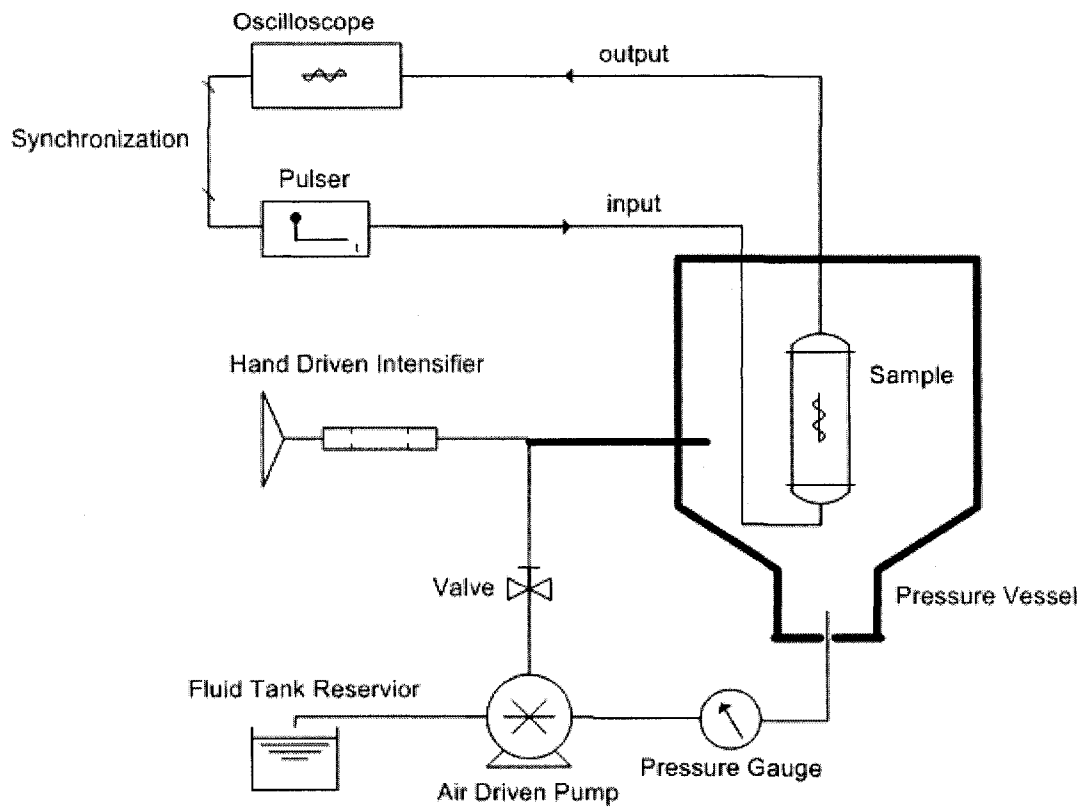 Oscilloscope
output
Synchronization
Pulser
input
t
Hand Driven Intensifier
Sample
Valve
Pressure Vessel
Fluid Tank Reservior
Pressure Gauge
Air Driven Pump